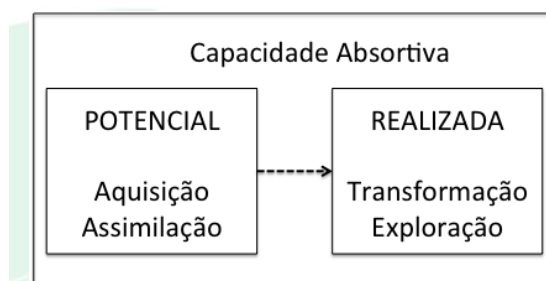 Capacidade Absortiva
POTENCIAL
Aquisição
Assimilação
REALIZADA
Transformação
Exploração